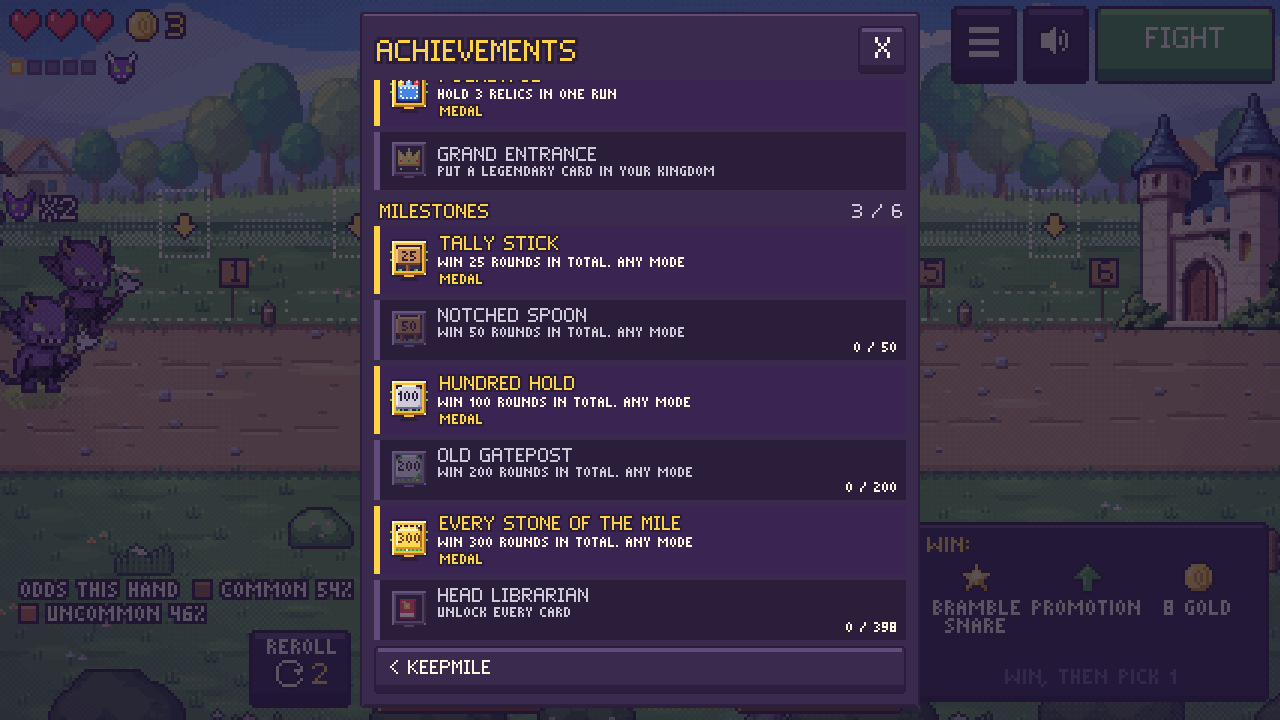 3
ACHIEVEMENTS
X
FIGHT
HOLD 3 RELICS IN ONE RUN
MEDAL
GRAND ENTRANCE
PUT A LEGENDARY CARD IN YOUR KINGDOM
X2
MILESTONES
3 / 6
TALLY STICK
25
WIN 25 ROUNDS IN TOTAL. ANY MODE
MEDAL
1
5
6
NOTCHED SPOON
50
WIN 50 ROUNDS IN TOTAL. ANY MODE
0 / 50
HUNDRED HOLD
100
WIN 100 ROUNDS IN TOTAL. ANY MODE
MEDAL
OLD GATEPOST
200
WIN 200 ROUNDS IN TOTAL. ANY MODE
0 / 200
EVERY STONE OF THE MILE
300
WIN 300 ROUNDS IN TOTAL. ANY MODE
MEDAL
HEAD LIBRARIAN
UNLOCK EVERY CARD
0 / 398
< KEEPMILE
ODDS THIS HAND COMMON 54%
UNCOMMON 46%
REROLL
2
WIN:
BRAMBLE SNARE
PROMOTION
8 GOLD
WIN, THEN PICK 1